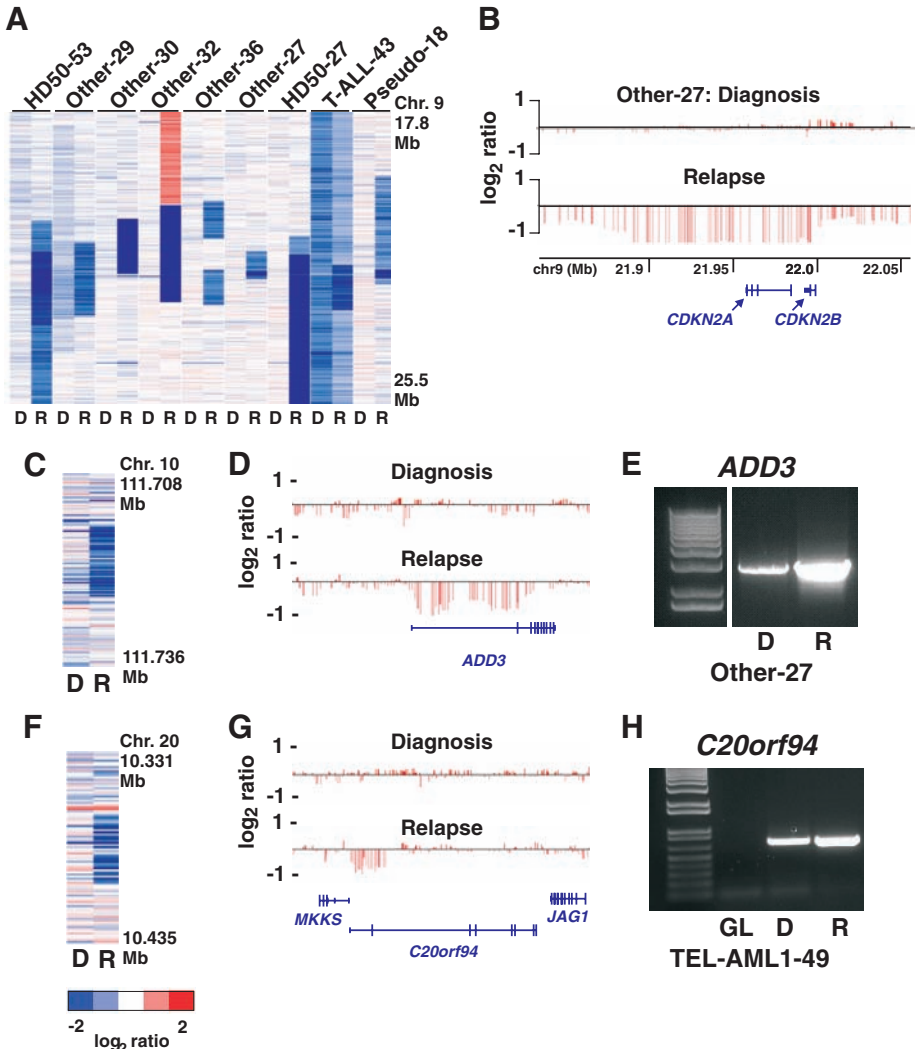 A
HD50-53
Other-29
Other-30
Other-32
Other-36
Other-27
HD50-27
T-ALL-43
Pseudo-18
Chr. 9
17.8
Mb
25.5
Mb
D R D R D R D R D R D R D R D R D R
B
Other-27: Diagnosis
1
-1
log2 ratio
Relapse
1
-1
chr9 (Mb) 21.9 21.95 22.0 22.05
CDKN2A CDKN2B
C
Chr. 10
111.708
Mb
111.736
Mb
D R
D
Diagnosis
1 -
-1 -
log2 ratio
Relapse
1 -
-1 -
ADD3
E
ADD3
D R
Other-27
F
Chr. 20
10.331
Mb
10.435
Mb
D R
-2 2
log2 ratio
G
Diagnosis
1 -
-1 -
log2 ratio
Relapse
1 -
-1 -
MKKS
JAG1
C20orf94
H
C20orf94
GL D R
TEL-AML1-49